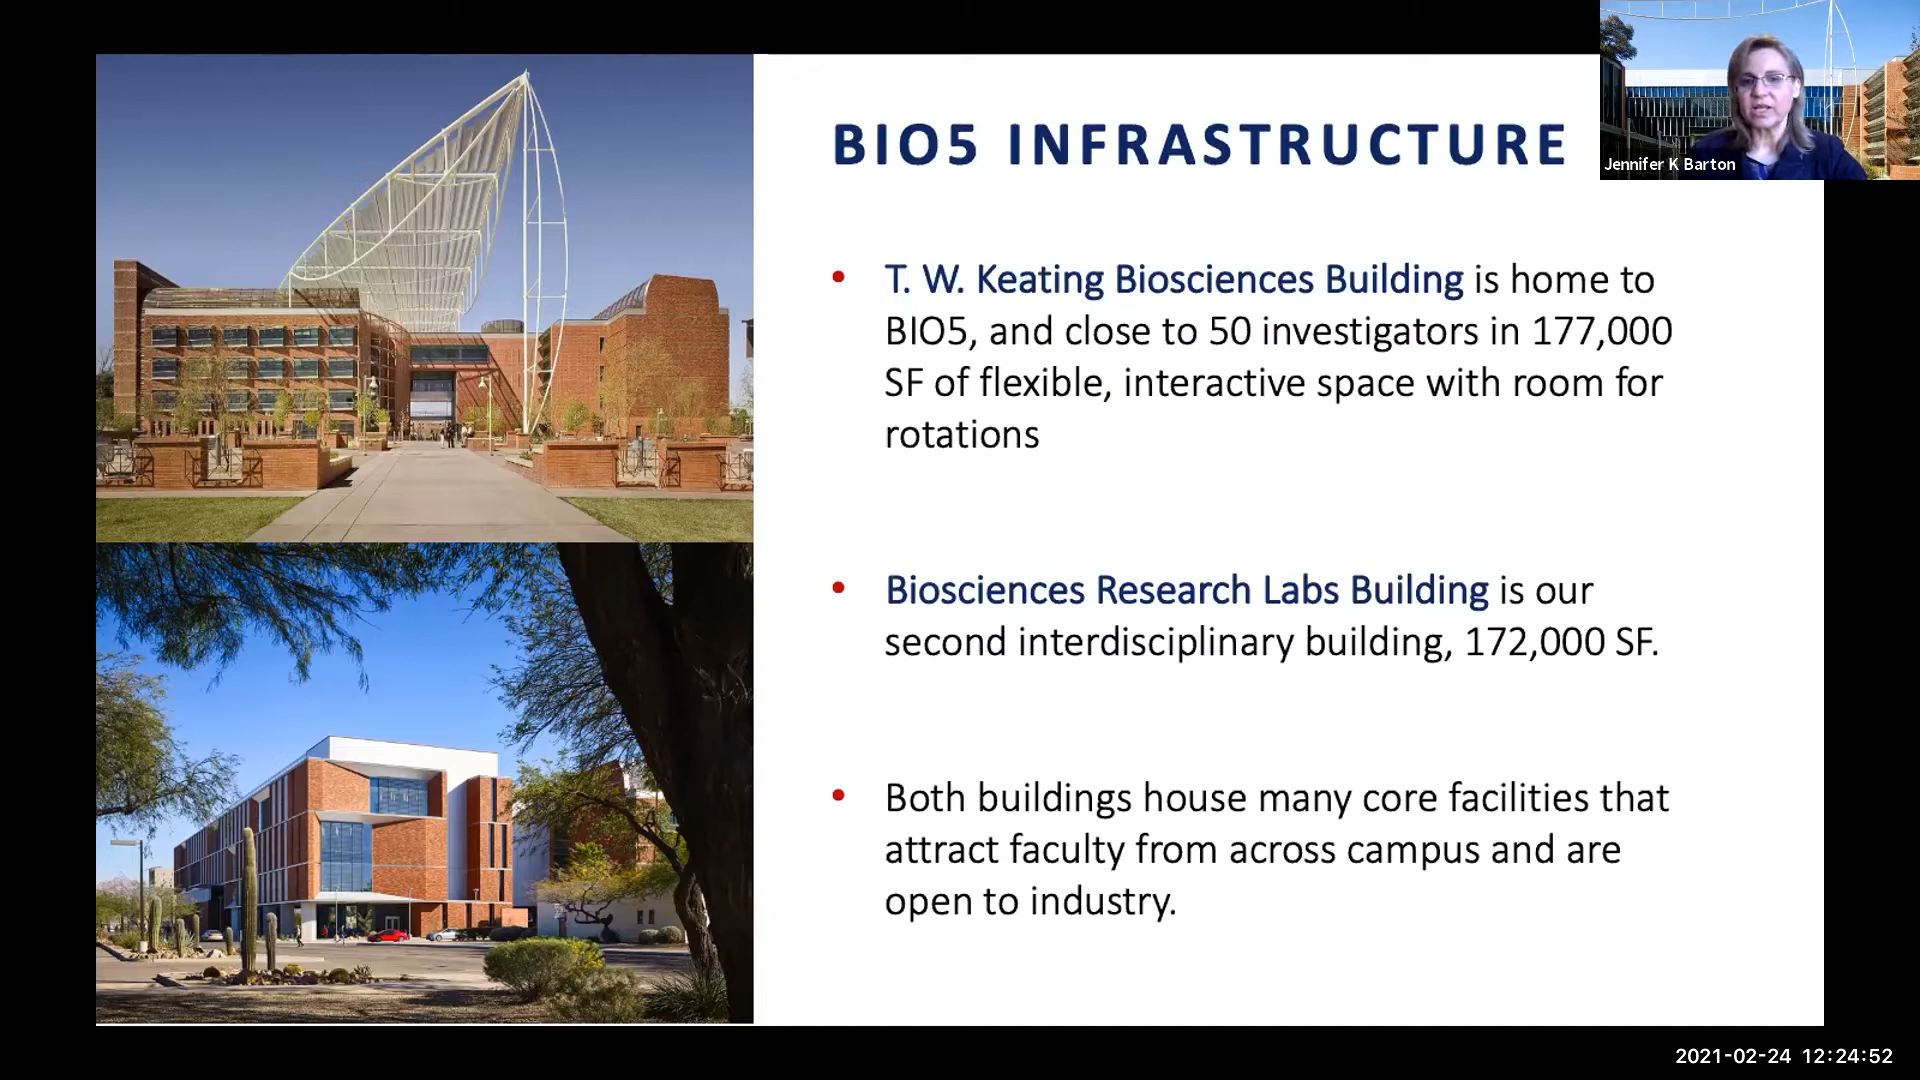 BIO5 INFRASTRUCTURE
Jennifer K Barton
• T. W. Keating Biosciences Building is home to
BIO5, and close to 50 investigators in 177,000
SF of flexible, interactive space with room for
rotations
• Biosciences Research Labs Building is our
second interdisciplinary building, 172,000 SF.
• Both buildings house many core facilities that
attract faculty from across campus and are
open to industry.
2021-02-24 12:24:52